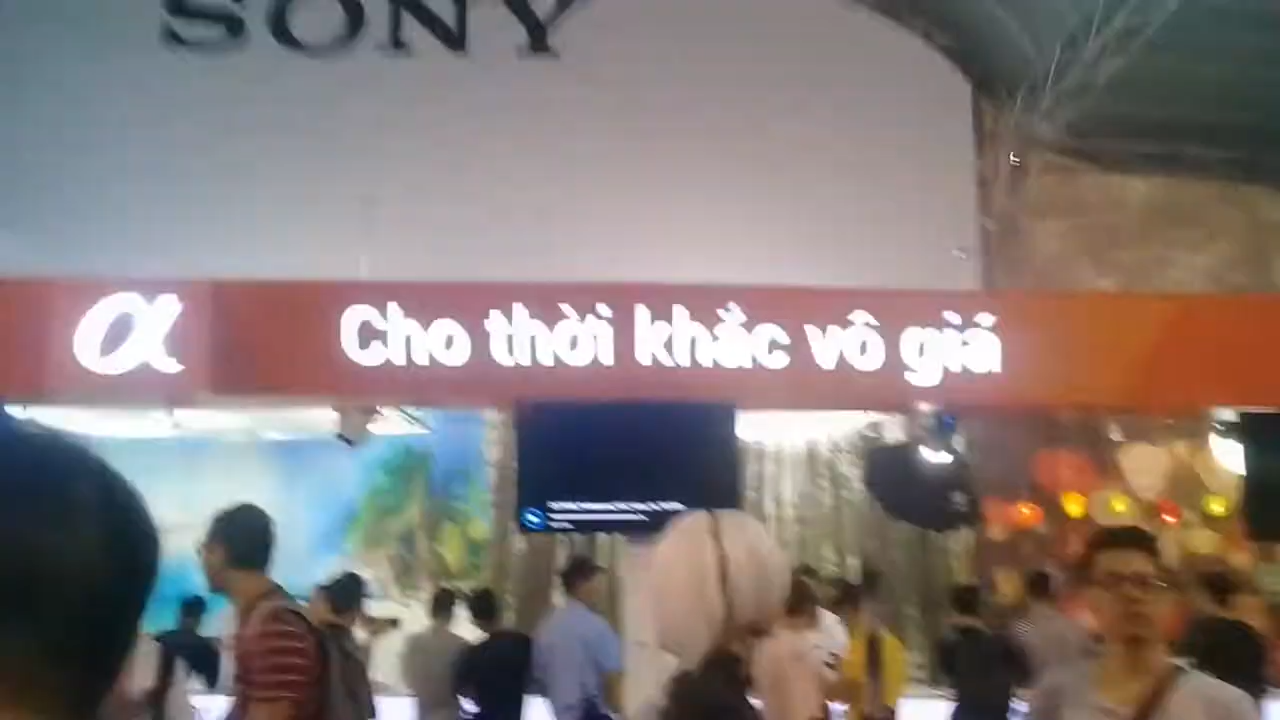 SONY
α Cho thời khắc vô giá